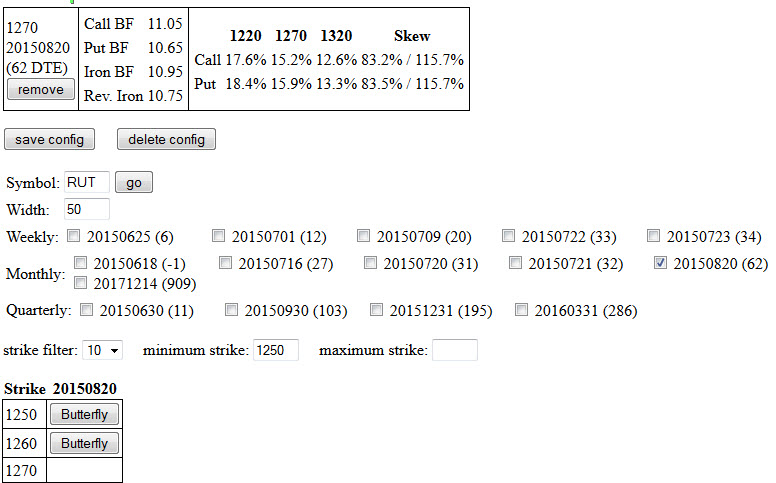 1270
20150820
(62 DTE)
remove
Call BF 11.05
Put BF 10.65
Iron BF 10.95
Rev. Iron 10.75
1220 1270 1320 Skew
Call 17.6% 15.2% 12.6% 83.2% / 115.7%
Put 18.4% 15.9% 13.3% 83.5% / 115.7%
save config delete config
Symbol: RUT go
Width: 50
Weekly: 20150625 (6) 20150701 (12) 20150709 (20) 20150722 (33) 20150723 (34)
Monthly: 20150618 (-1) 20150716 (27) 20150720 (31) 20150721 (32) 20150820 (62)
20171214 (909)
Quarterly: 20150630 (11) 20150930 (103) 20151231 (195) 20160331 (286)
strike filter: 10 minimum strike: 1250 maximum strike:
Strike 20150820
1250 Butterfly
1260 Butterfly
1270